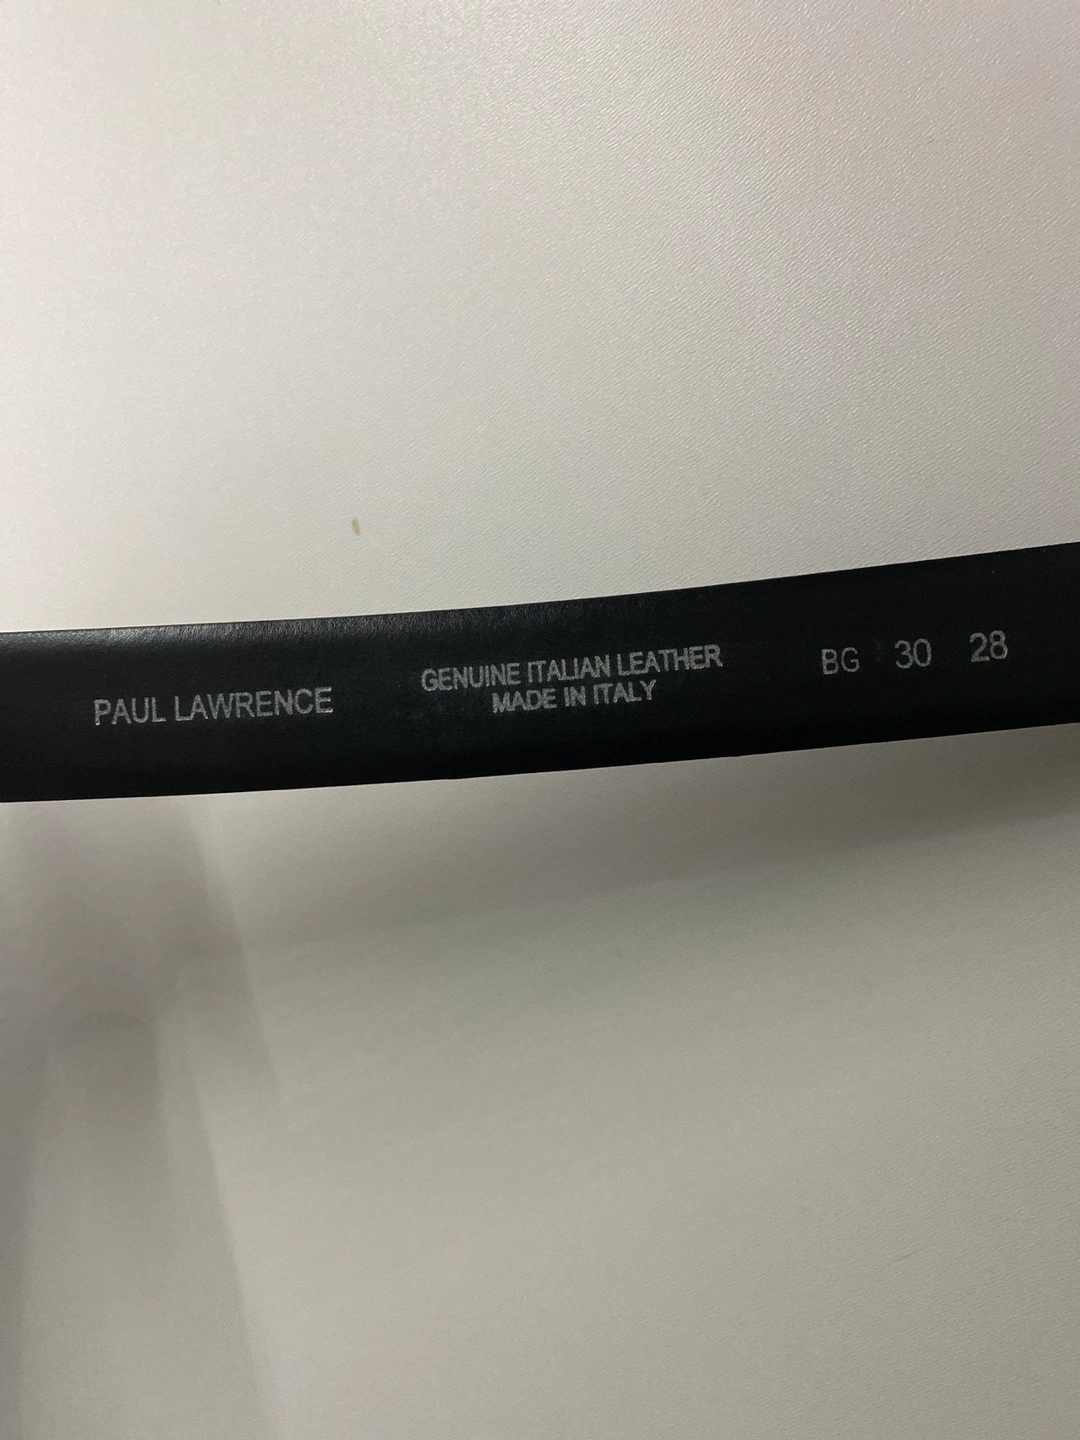 PAUL LAWRENCE
GENUINE ITALIAN LEATHER
MADE IN ITALY
BG 30 28